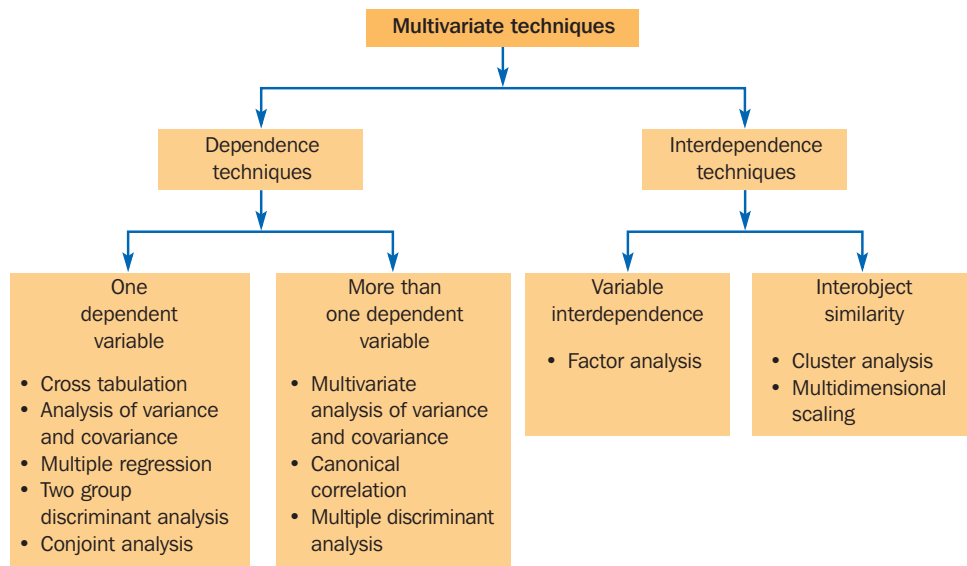 Multivariate techniques
Dependence
techniques
Interdependence
techniques
One
dependent
variable
• Cross tabulation
• Analysis of variance
and covariance
• Multiple regression
• Two group
discriminant analysis
• Conjoint analysis
More than
one dependent
variable
• Multivariate
analysis of variance
and covariance
• Canonical
correlation
• Multiple discriminant
analysis
Variable
interdependence
• Factor analysis
Interobject
similarity
• Cluster analysis
• Multidimensional
scaling